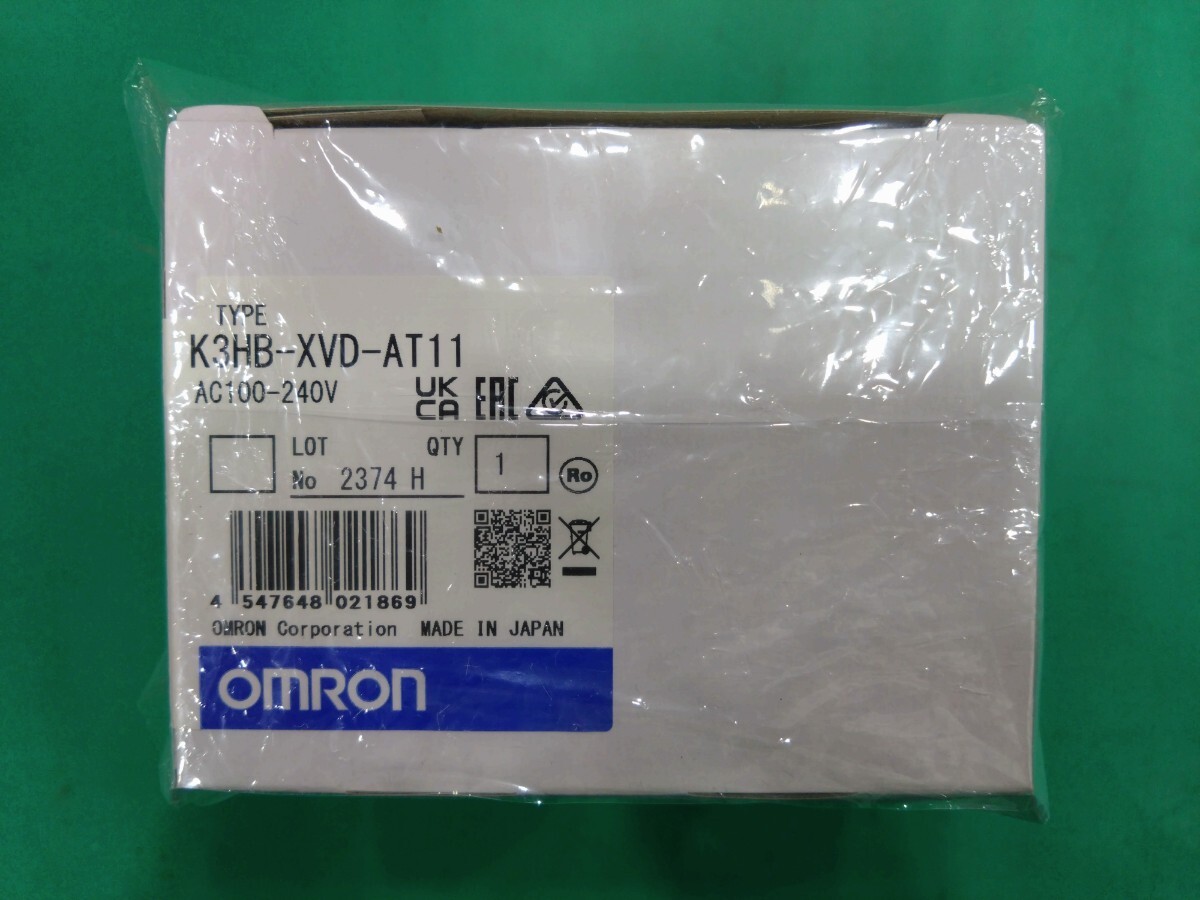 TYPE
K3HB-XVD-AT11
AC100-240V
UK CA EAC
LOT No 2374 H QTY 1 Ro
4 547648 021869
OMRON Corporation MADE IN JAPAN
OMRON